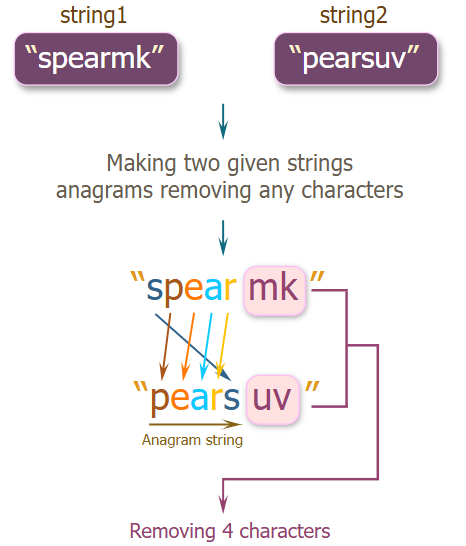 string1 string2
“spearmk” “pearsuv”
Making two given strings
anagrams removing any characters
“spear mk ”
“pears uv ”
Anagram string
Removing 4 characters